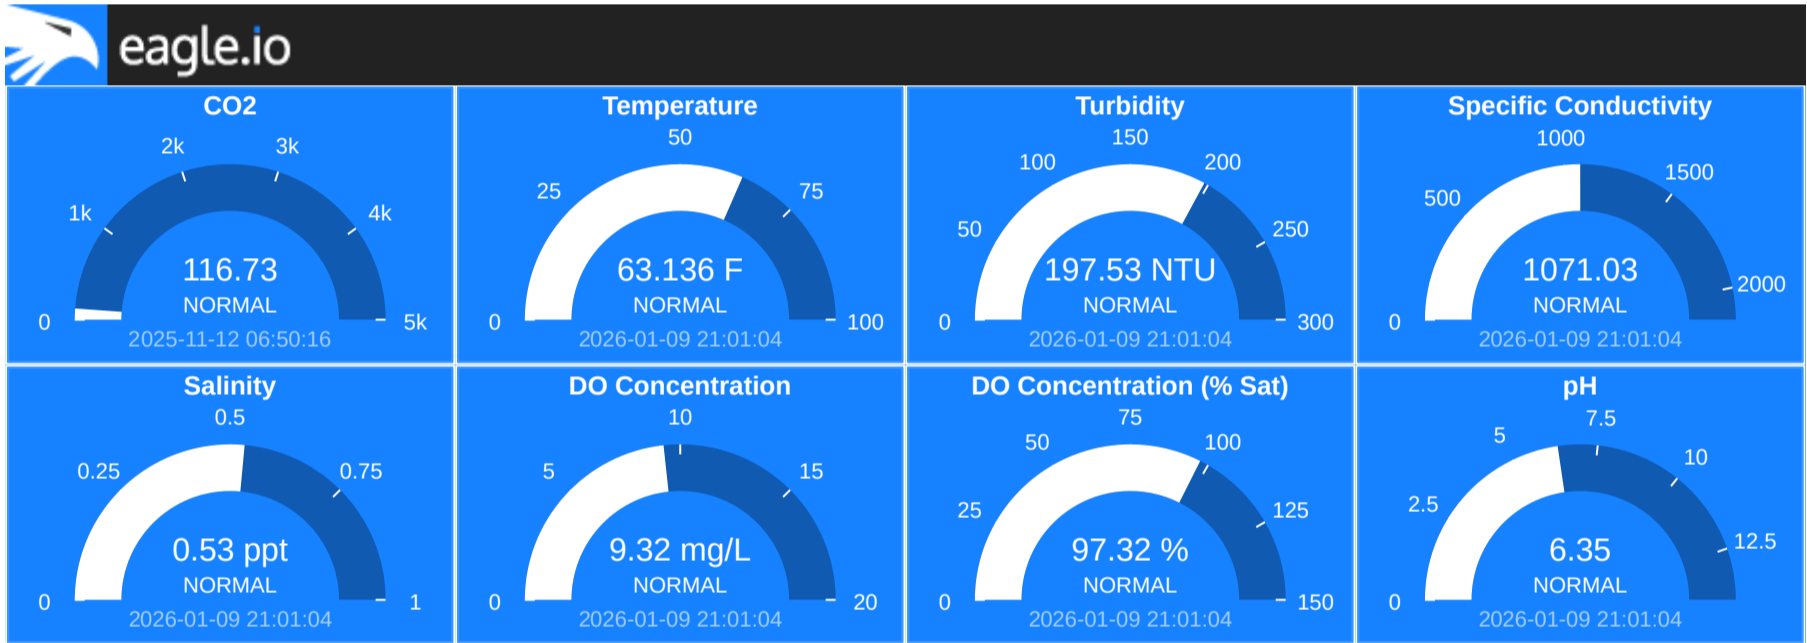 eagle.io
CO2
2k 3k
1k 4k
116.73
NORMAL
0 5k
2025-11-12 06:50:16
Temperature
50
25 75
63.136 F
NORMAL
0 100
2026-01-09 21:01:04
Turbidity
150
100 200
50 250
197.53 NTU
NORMAL
0 300
2026-01-09 21:01:04
Specific Conductivity
1000
1500
500
1071.03
2000
NORMAL
0
2026-01-09 21:01:04
Salinity
0.5
0.25 0.75
0.53 ppt
NORMAL
0 1
2026-01-09 21:01:04
DO Concentration
10
5 15
9.32 mg/L
NORMAL
0 20
2026-01-09 21:01:04
DO Concentration (% Sat)
75
50 100
25 125
97.32 %
NORMAL
0 150
2026-01-09 21:01:04
pH
7.5
5
10
2.5
12.5
6.35
NORMAL
0
2026-01-09 21:01:04